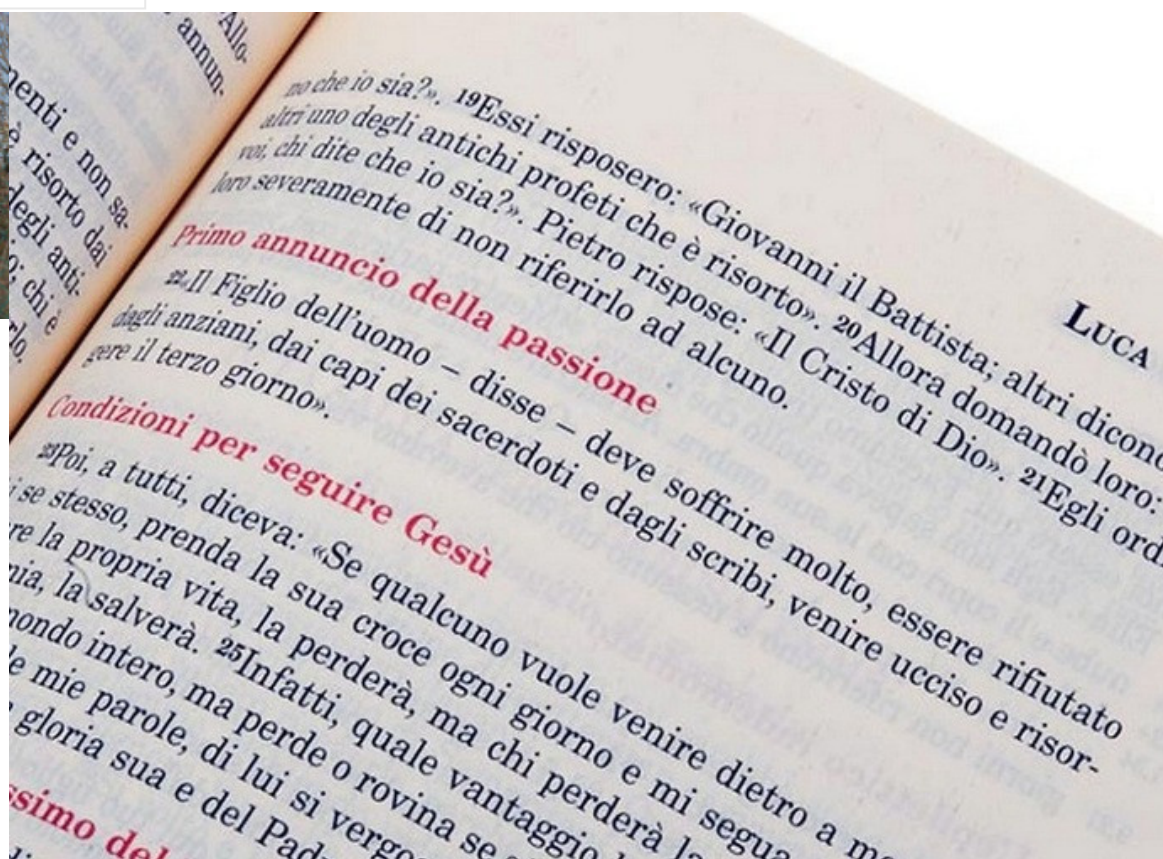 «Allo-
annun-
menti e non sa-
è risorto dai
degli anti-
chi è
LUCA
no che io sia?». 19Essi risposero: «Giovanni il Battista; altri dicono
altri uno degli antichi profeti che è risorto». 20Allora domandò loro:
voi, chi dite che io sia?». Pietro rispose: «Il Cristo di Dio». 21Egli ord
loro severamente di non riferirlo ad alcuno.
Primo annuncio della passione
22«Il Figlio dell'uomo – disse – deve soffrire molto, essere rifiutato
dagli anziani, dai capi dei sacerdoti e dagli scribi, venire ucciso e risor-
gere il terzo giorno».
Condizioni per seguire Gesù
23Poi, a tutti, diceva: «Se qualcuno vuole venire dietro a me
se stesso, prenda la sua croce ogni giorno e mi segua
re la propria vita, la perderà, ma chi perderà la
mia, la salverà. 25Infatti, quale vantaggio
mondo intero, ma perde o rovina se
e mie parole, di lui si vergo
gloria sua e del Pad
ssimo del